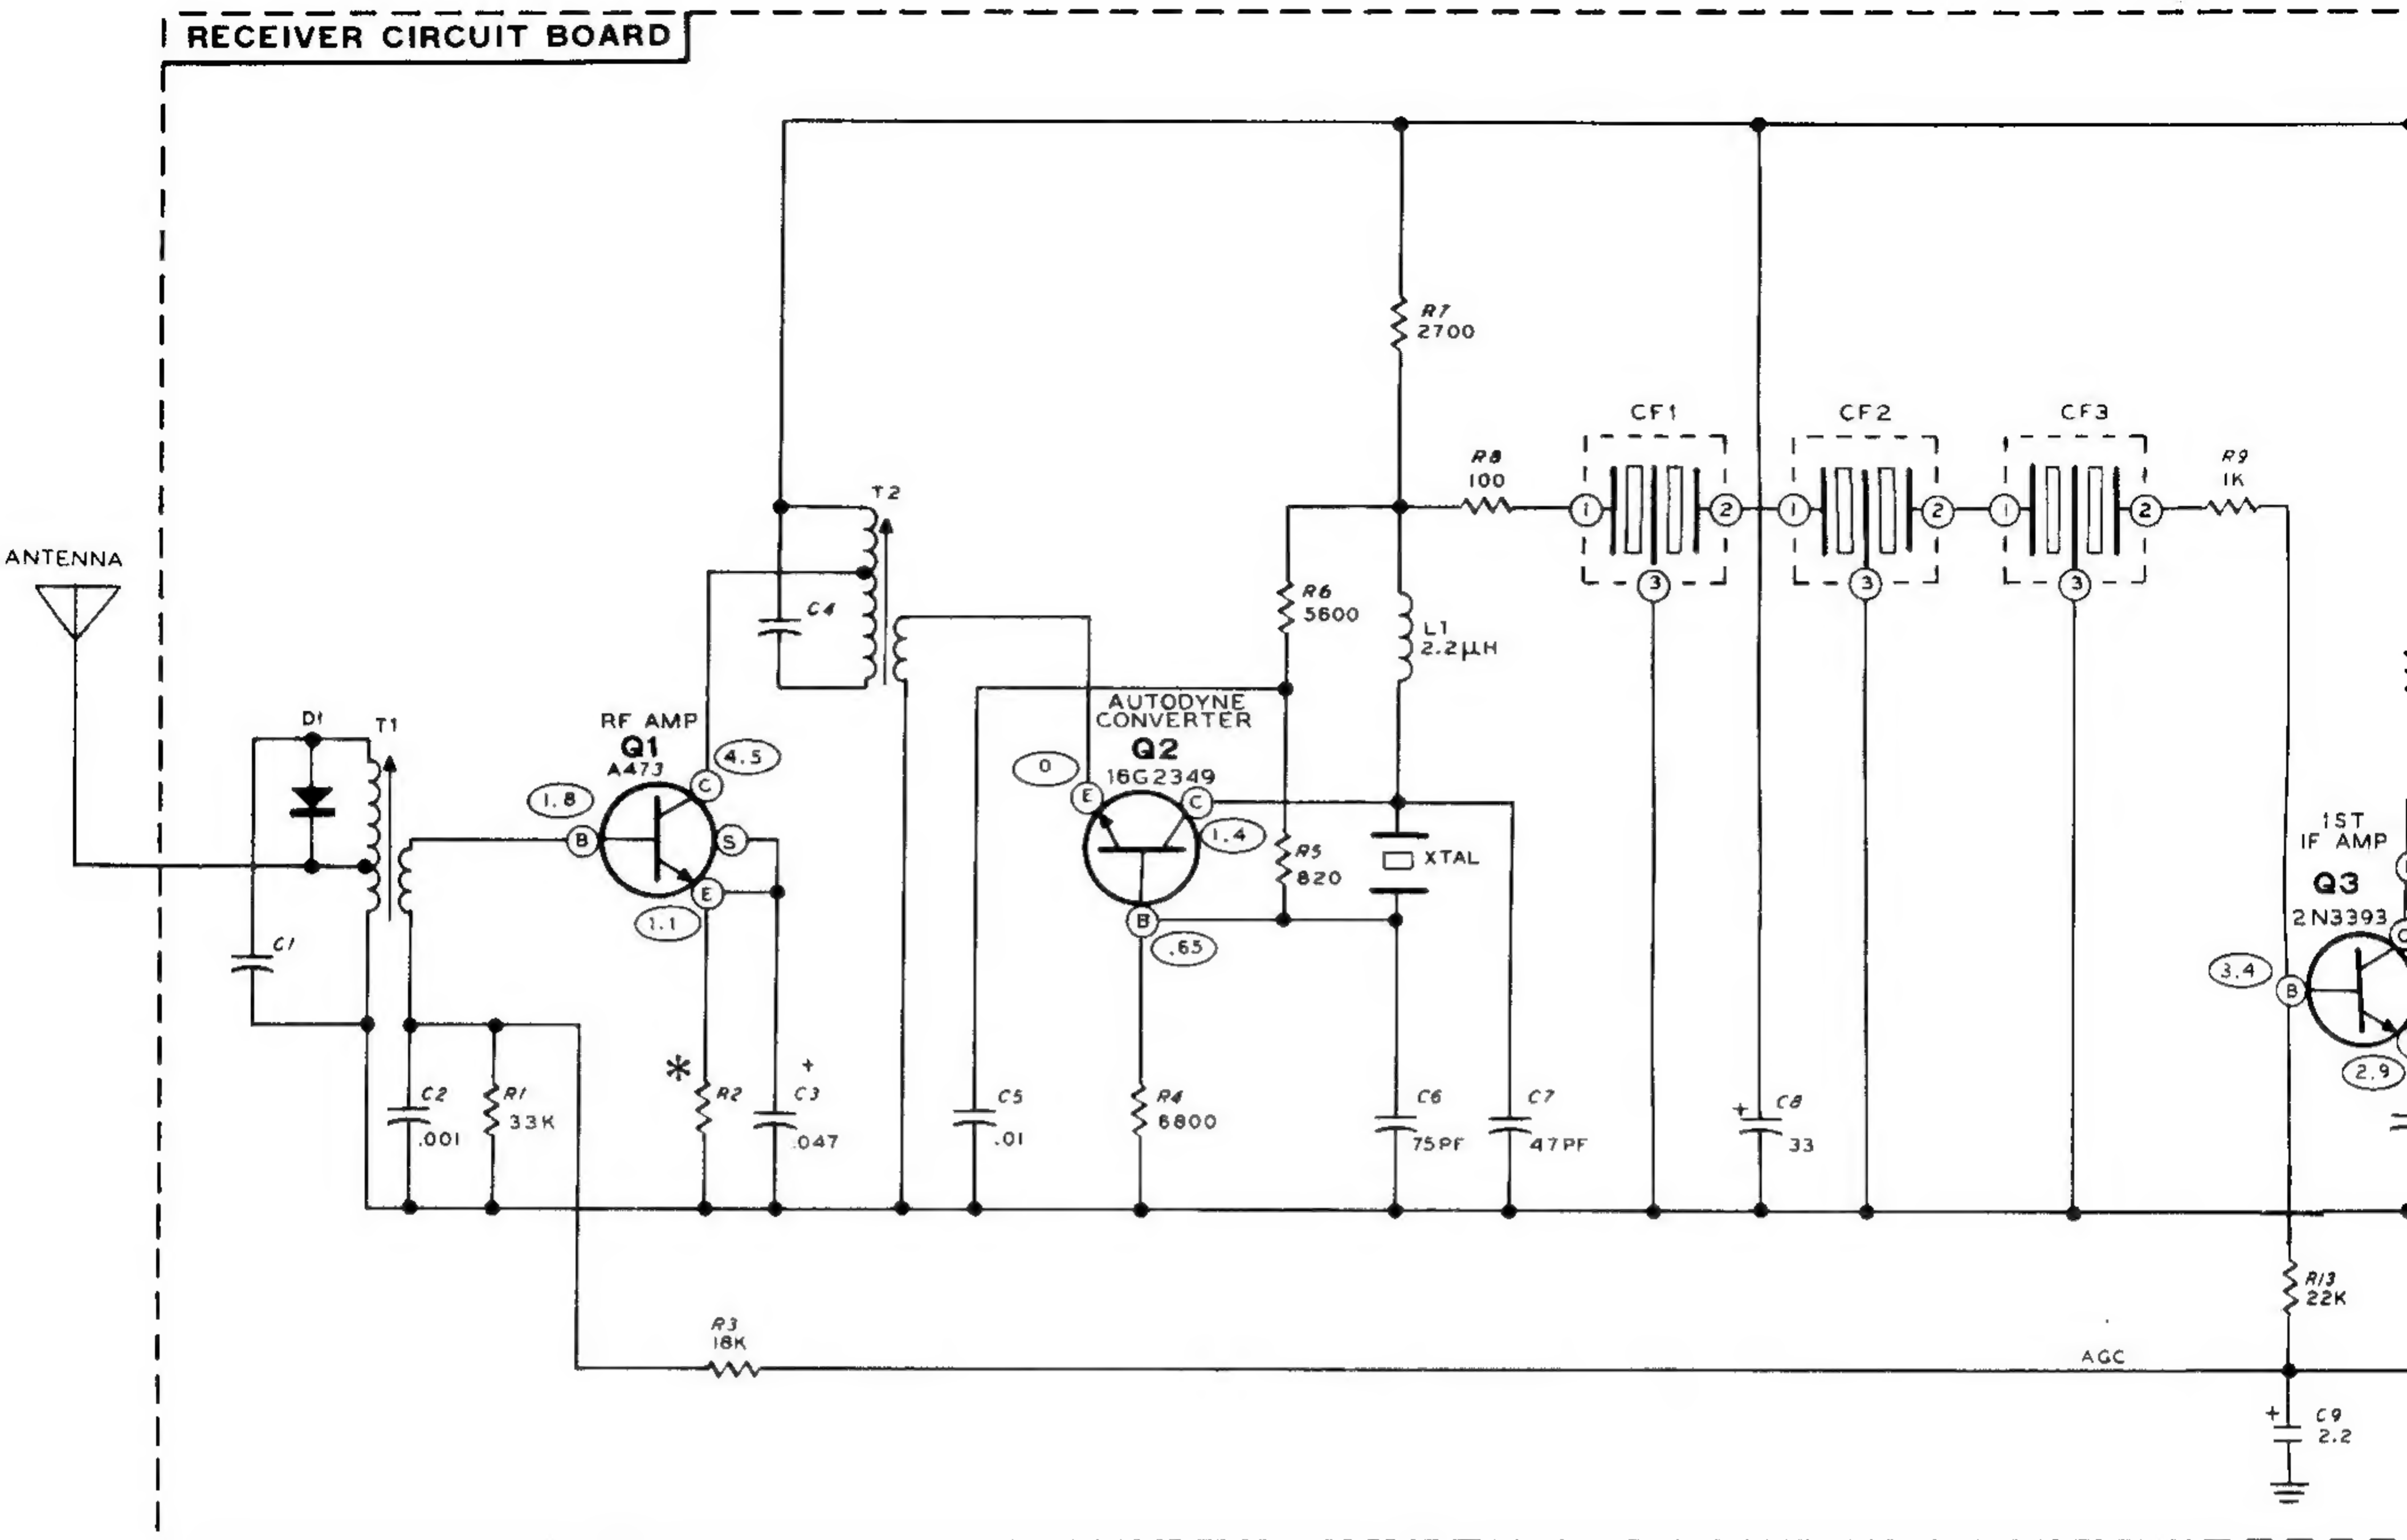 RECEIVER CIRCUIT BOARD
R7
2700
CF1
CF2
CF3
R8
100
R9
1K
1
2
1
2
1
2
3
3
3
T2
ANTENNA
C4
R6
5600
L1
2.2µH
D1
T1
RF AMP
Q1
A473
4.5
C
1.8
B
S
E
1.1
AUTODYNE
CONVERTER
Q2
16G2349
0
E
C
1.4
B
.65
R5
820
XTAL
1ST
IF AMP
Q3
2N3393
C
3.4
B
2.9
C1
*
+
C2
.001
R1
33K
R2
C3
.047
C5
.01
R4
6800
C6
75PF
C7
47PF
+
C8
33
R13
22K
R3
18K
AGC
+
C9
2.2